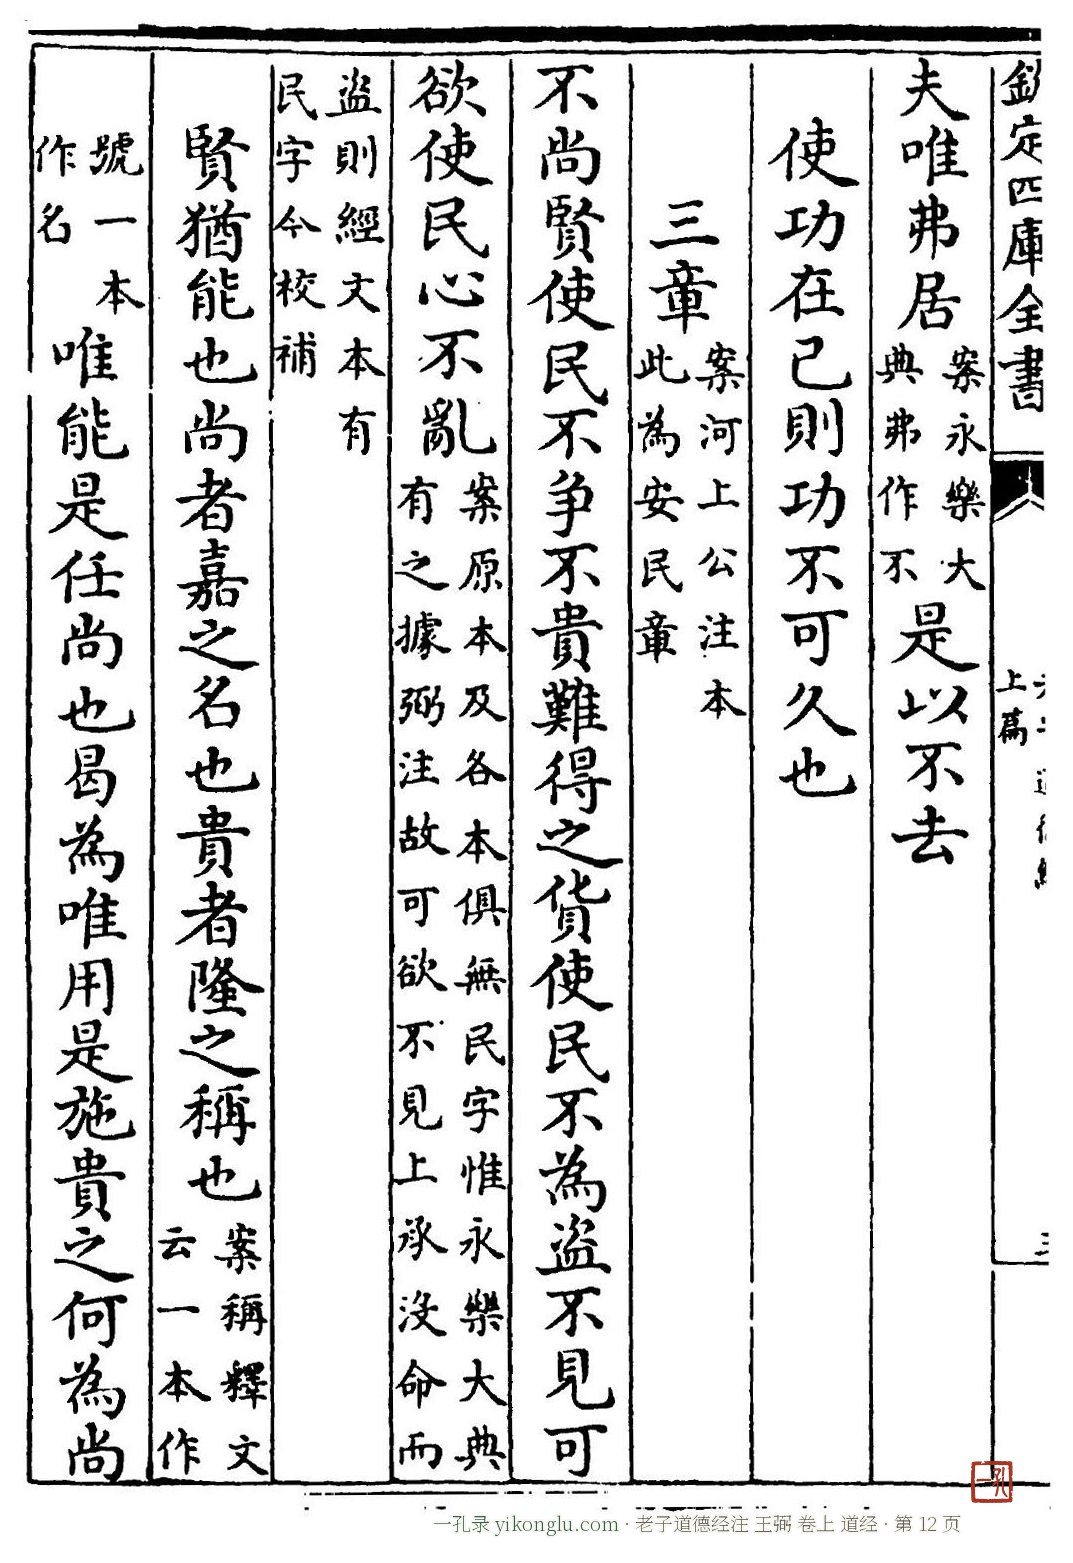 欽定四庫全書
上篇
夫唯弗居案永樂大典弗作不是以不去
使功在己則功不可久也
三章案河上公注本此為安民章
不尚賢使民不爭不貴難得之貨使民不為盜不見可
欲使民心不亂案原本及各本俱無民字惟永樂大典有之據弼注故可欲不見上承沒命而
盜則經文本有民字今校補
賢猶能也尚者嘉之名也貴者隆之稱也案稱釋文云一本作
號一本作名唯能是任尚也曷為唯用是施貴之何為尚
一孔
一孔录 yikonglu.com · 老子道德经注 王弼 卷上 道经 · 第 12 页